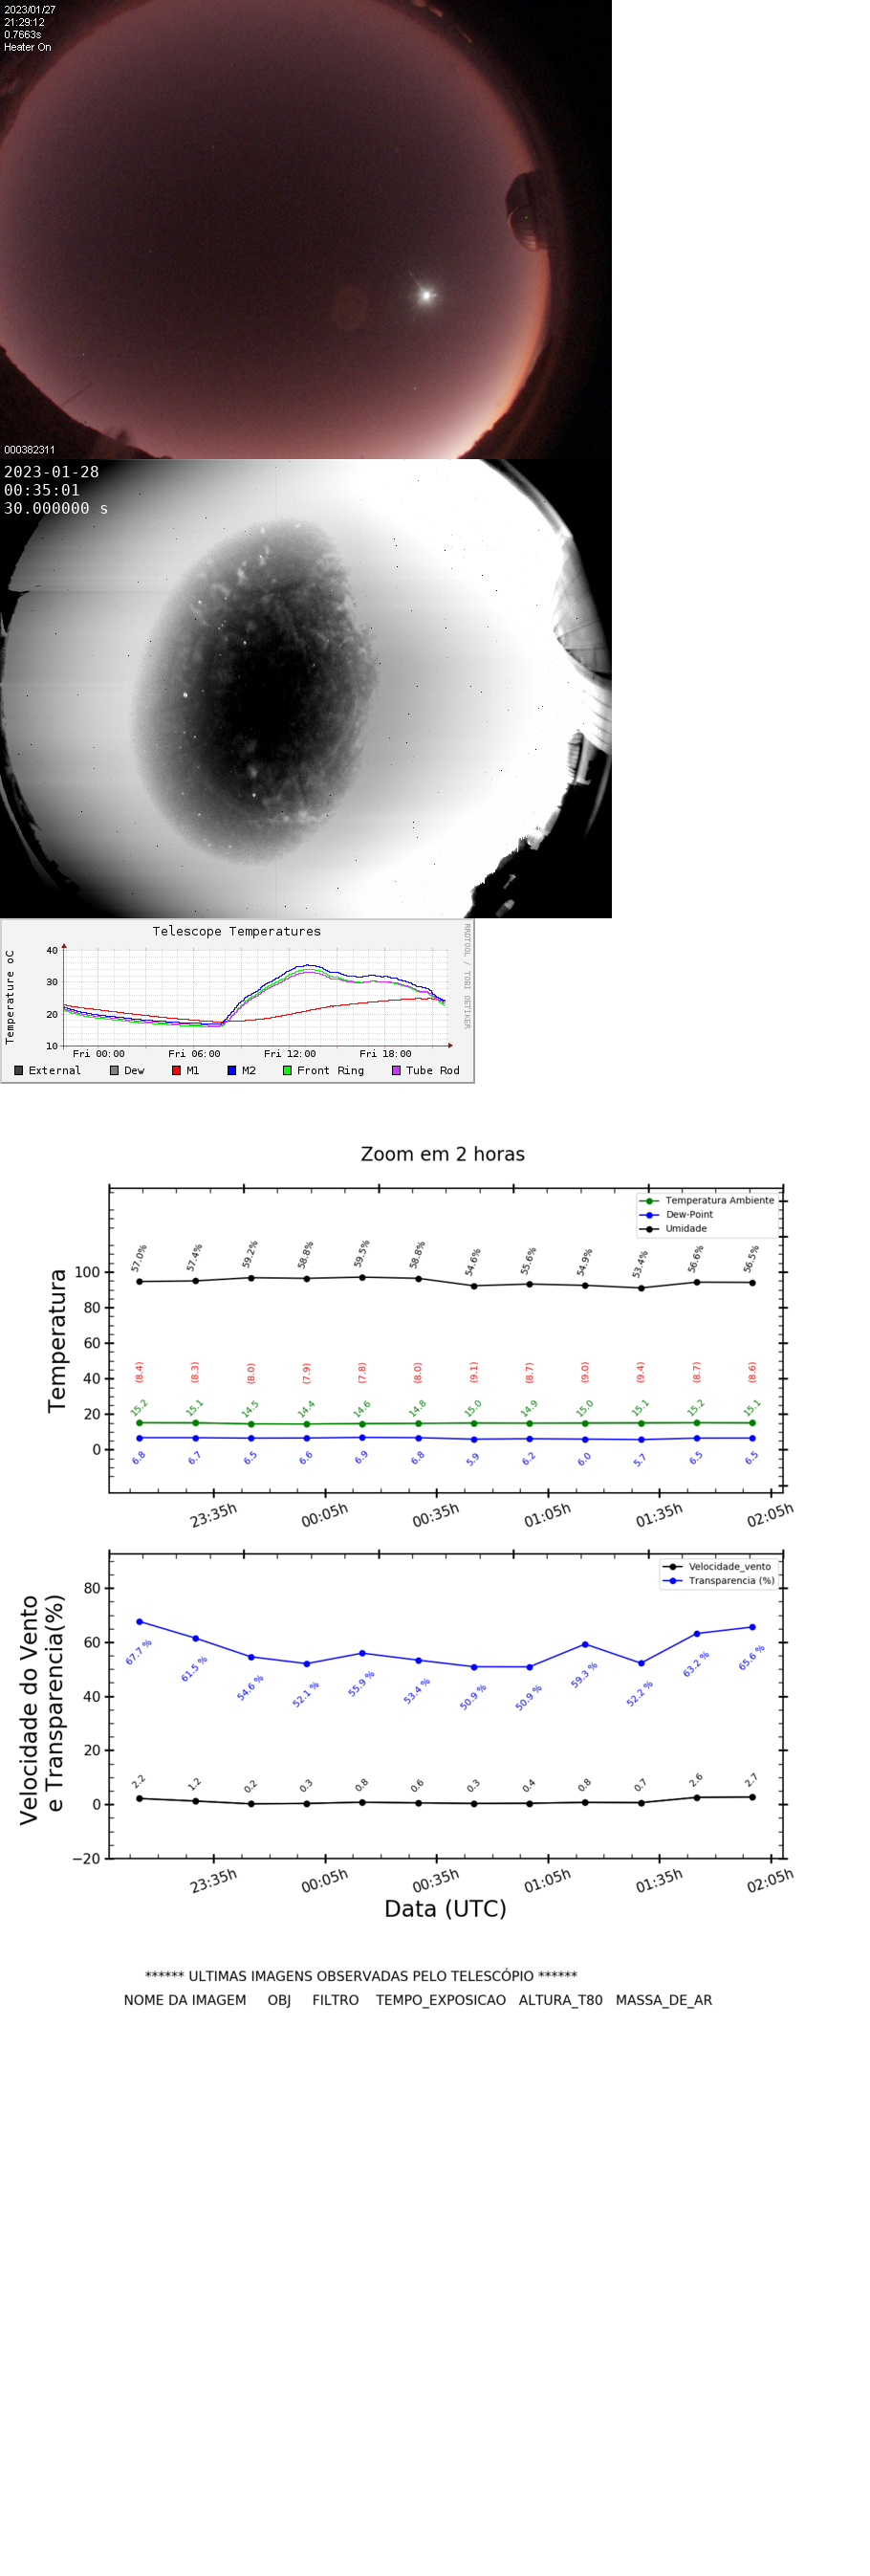 2023/01/27
21:29:12
0.7663s
Heater On
000382311
2023-01-28
00:35:01
30.000000 s
Telescope Temperatures
RRDTOOL / TOBI OETIKER
Temperature oC
40
30
20
10
Fri 00:00 Fri 06:00 Fri 12:00 Fri 18:00
External Dew M1 M2 Front Ring Tube Rod
Zoom em 2 horas
Temperatura Ambiente
Dew-Point
Umidade
Temperatura
100
80
60
40
20
0
57.0% 57.4% 59.2% 58.8% 59.5% 58.8% 54.6% 55.6% 54.9% 53.4% 56.6% 56.5%
(8.4) (8.3) (8.0) (7.9) (7.8) (8.0) (9.1) (8.7) (9.0) (9.4) (8.7) (8.6)
15.2 15.1 14.5 14.4 14.6 14.8 15.0 14.9 15.0 15.1 15.2 15.1
6.8 6.7 6.5 6.6 6.9 6.8 5.9 6.2 6.0 5.7 6.5 6.5
23:35h 00:05h 00:35h 01:05h 01:35h 02:05h
Velocidade_vento
Transparencia (%)
Velocidade do Vento
e Transparencia(%)
80
60
40
20
0
−20
67.7 % 61.5 % 54.6 % 52.1 % 55.9 % 53.4 % 50.9 % 50.9 % 59.3 % 52.2 % 63.2 % 65.6 %
2.2 1.2 0.2 0.3 0.8 0.6 0.3 0.4 0.8 0.7 2.6 2.7
23:35h 00:05h 00:35h 01:05h 01:35h 02:05h
Data (UTC)
****** ULTIMAS IMAGENS OBSERVADAS PELO TELESCÓPIO ******
NOME DA IMAGEM OBJ FILTRO TEMPO_EXPOSICAO ALTURA_T80 MASSA_DE_AR